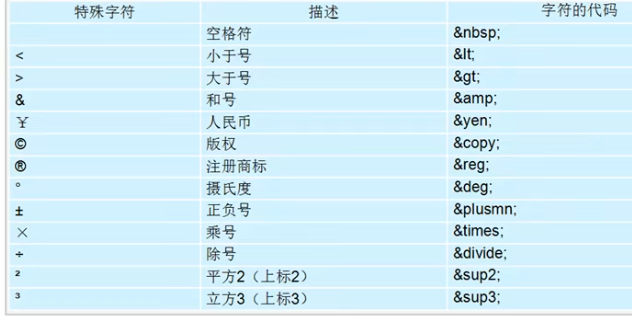 特殊字符 描述 字符的代码
空格符 &nbsp;
< 小于号 &lt;
> 大于号 &gt;
& 和号 &amp;
¥ 人民币 &yen;
© 版权 &copy;
® 注册商标 &reg;
° 摄氏度 &deg;
± 正负号 &plusmn;
× 乘号 &times;
÷ 除号 &divide;
² 平方2（上标2） &sup2;
³ 立方3（上标3） &sup3;